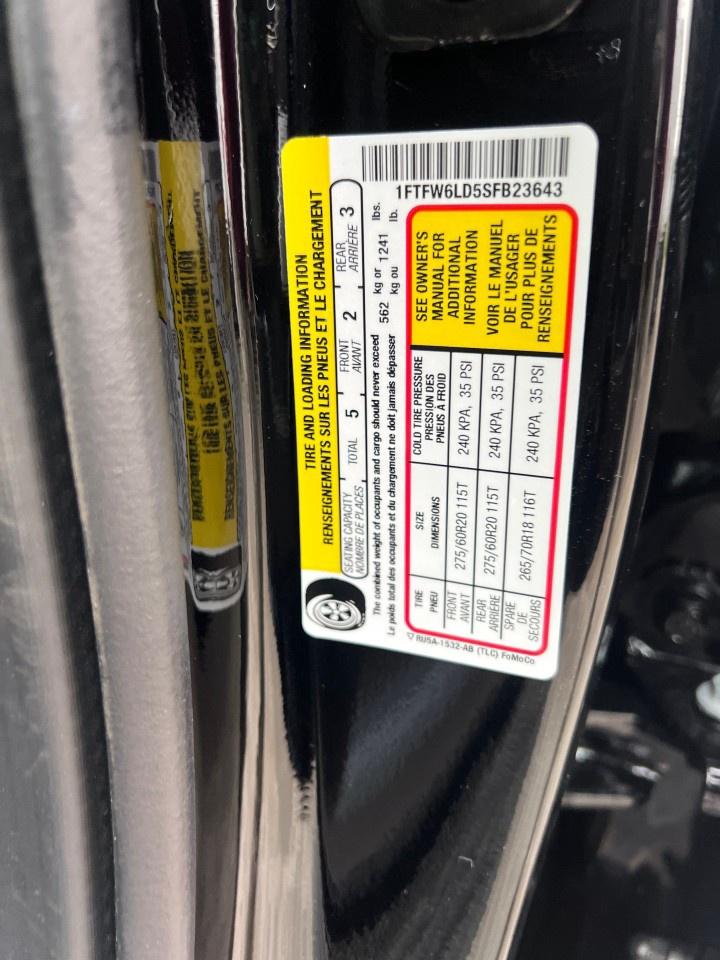 TIRE AND LOADING INFORMATION
RENSEIGNEMENTS SUR LES PNEUS ET LE CHARGEMENT
SEATING CAPACITY TOTAL 5 FRONT 2 REAR 3
NOMBRE DE PLACES AVANT ARRIÈRE
The combined weight of occupants and cargo should never exceed 562 kg or 1241 lbs.
Le poids total des occupants et du chargement ne doit jamais dépasser kg ou lb.
1FTFW6LD5SFB23643
TIRE SIZE COLD TIRE PRESSURE
PNEU DIMENSIONS PRESSION DES
PNEUS À FROID
FRONT 275/60R20 115T 240 KPA, 35 PSI
AVANT
REAR 275/60R20 115T 240 KPA, 35 PSI
ARRIÈRE
SPARE 265/70R18 116T 240 KPA, 35 PSI
DE
SECOURS
SEE OWNER'S
MANUAL FOR
ADDITIONAL
INFORMATION
VOIR LE MANUEL
DE L'USAGER
POUR PLUS DE
RENSEIGNEMENTS
RU5A-1532-AB (TLC) FoMoCo